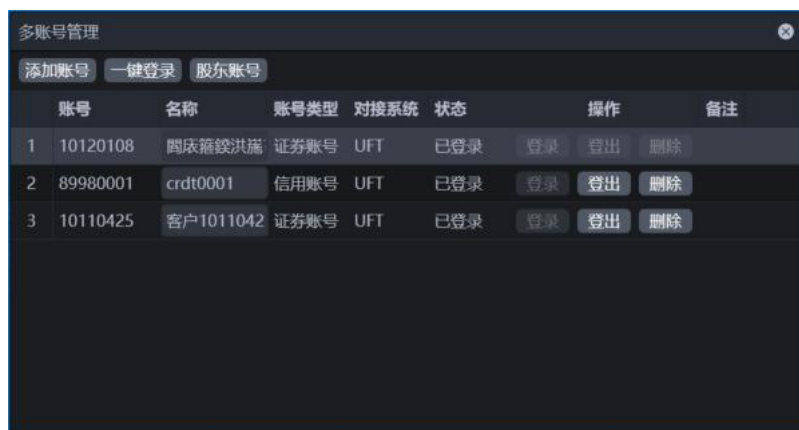 多账号管理
添加账号 一键登录 股东账号
账号 名称 账号类型 对接系统 状态 操作 备注
1 10120108 证券账号 UFT 已登录 登录 登出 删除
2 89980001 crdt0001 信用账号 UFT 已登录 登录 登出 删除
3 10110425 客户1011042 证券账号 UFT 已登录 登录 登出 删除